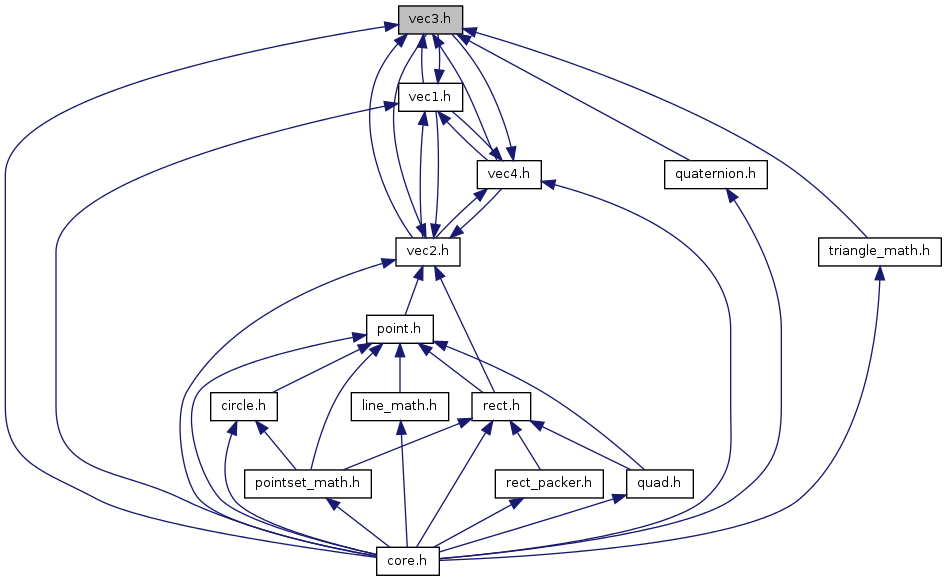 vec3.h
vec1.h
vec4.h
quaternion.h
vec2.h
triangle_math.h
point.h
circle.h
line_math.h
rect.h
pointset_math.h
rect_packer.h
quad.h
core.h